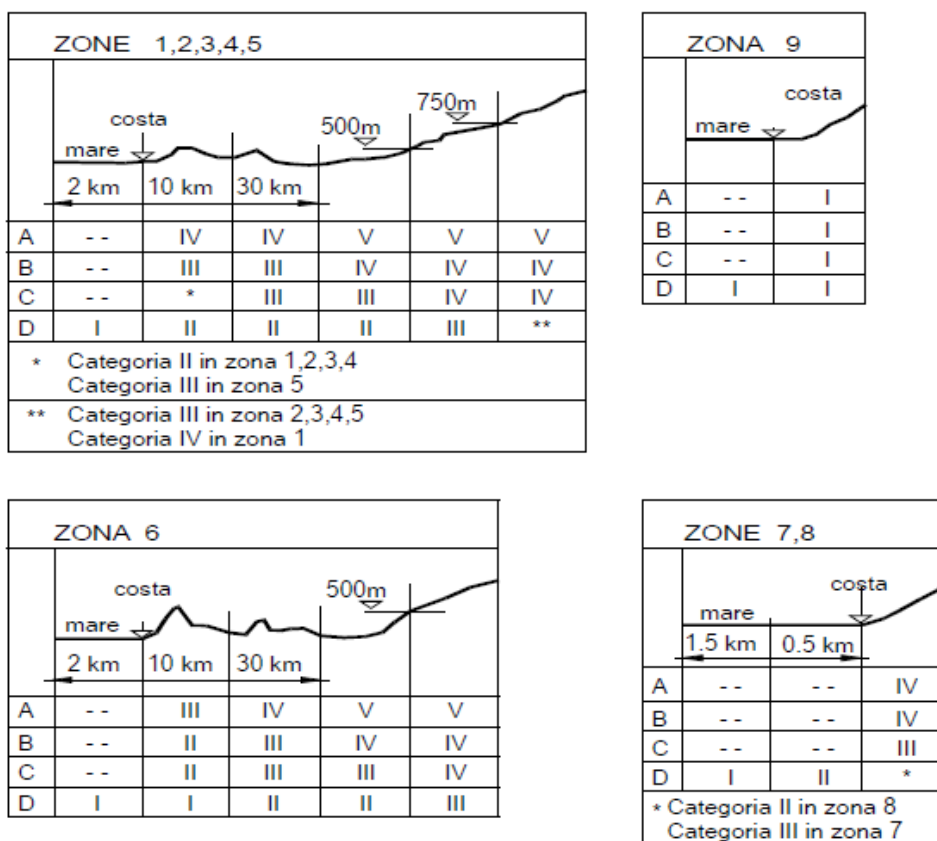 ZONE 1,2,3,4,5
costa
mare
500m
750m
2 km 10 km 30 km
A -- IV IV V V V
B -- III III IV IV IV
C -- * III III IV IV
D I II II II III **
* Categoria II in zona 1,2,3,4
Categoria III in zona 5
** Categoria III in zona 2,3,4,5
Categoria IV in zona 1
ZONA 9
costa
mare
A -- I
B -- I
C -- I
D I I
ZONA 6
costa
mare
500m
2 km 10 km 30 km
A -- III IV V V
B -- II III IV IV
C -- II III III IV
D I I II II III
ZONE 7,8
costa
mare
1.5 km 0.5 km
A -- -- IV
B -- -- IV
C -- -- III
D I II *
* Categoria II in zona 8
Categoria III in zona 7